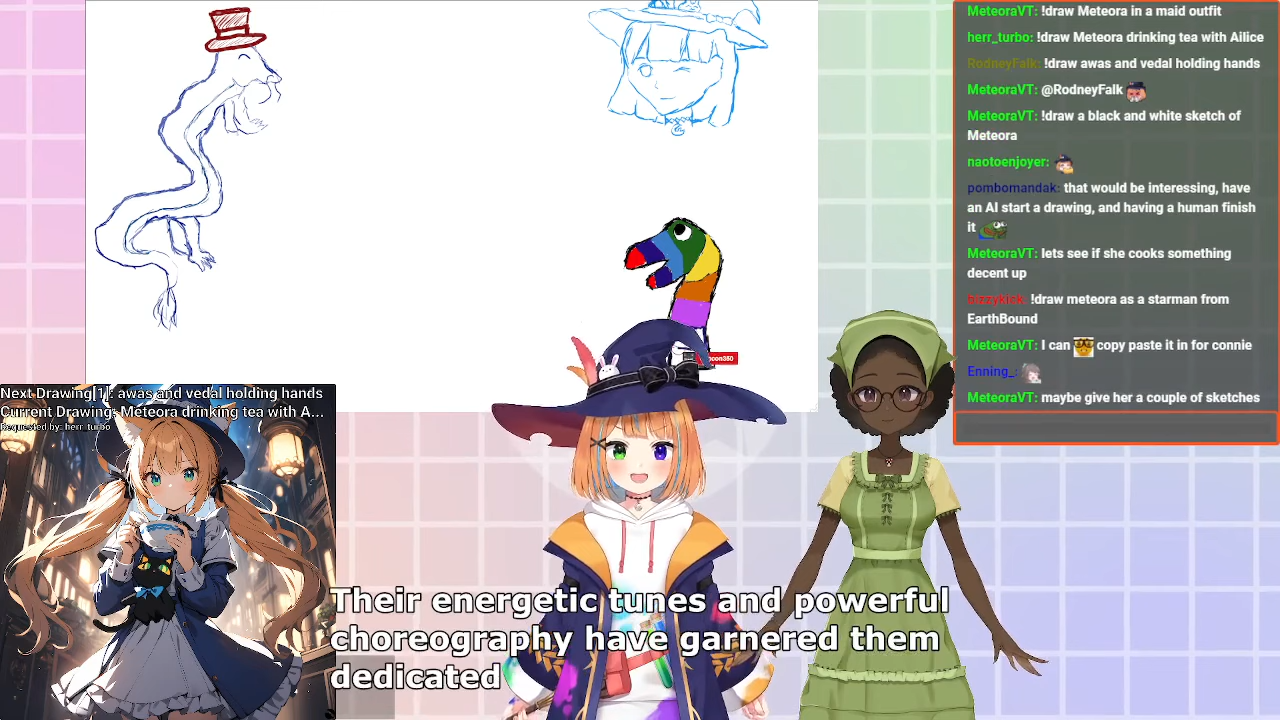 MeteoraVT: !draw Meteora in a maid outfit
herr_turbo: !draw Meteora drinking tea with Ailice
RodneyFalk: !draw awas and vedal holding hands
MeteoraVT: @RodneyFalk
MeteoraVT: !draw a black and white sketch of
Meteora
naotoenjoyer:
pombomandak: that would be interesting, have
an AI start a drawing, and having a human finish
it
MeteoraVT: lets see if she cooks something
decent up
!draw meteora as a starman from
EarthBound
MeteoraVT: I can copy paste it in for connie
Enning_:
MeteoraVT: maybe give her a couple of sketches
Next Drawing[1]: awas and vedal holding hands
Current Drawing: Meteora drinking tea with A...
Requested by: herr_turbo
Their energetic tunes and powerful
choreography have garnered them
dedicated